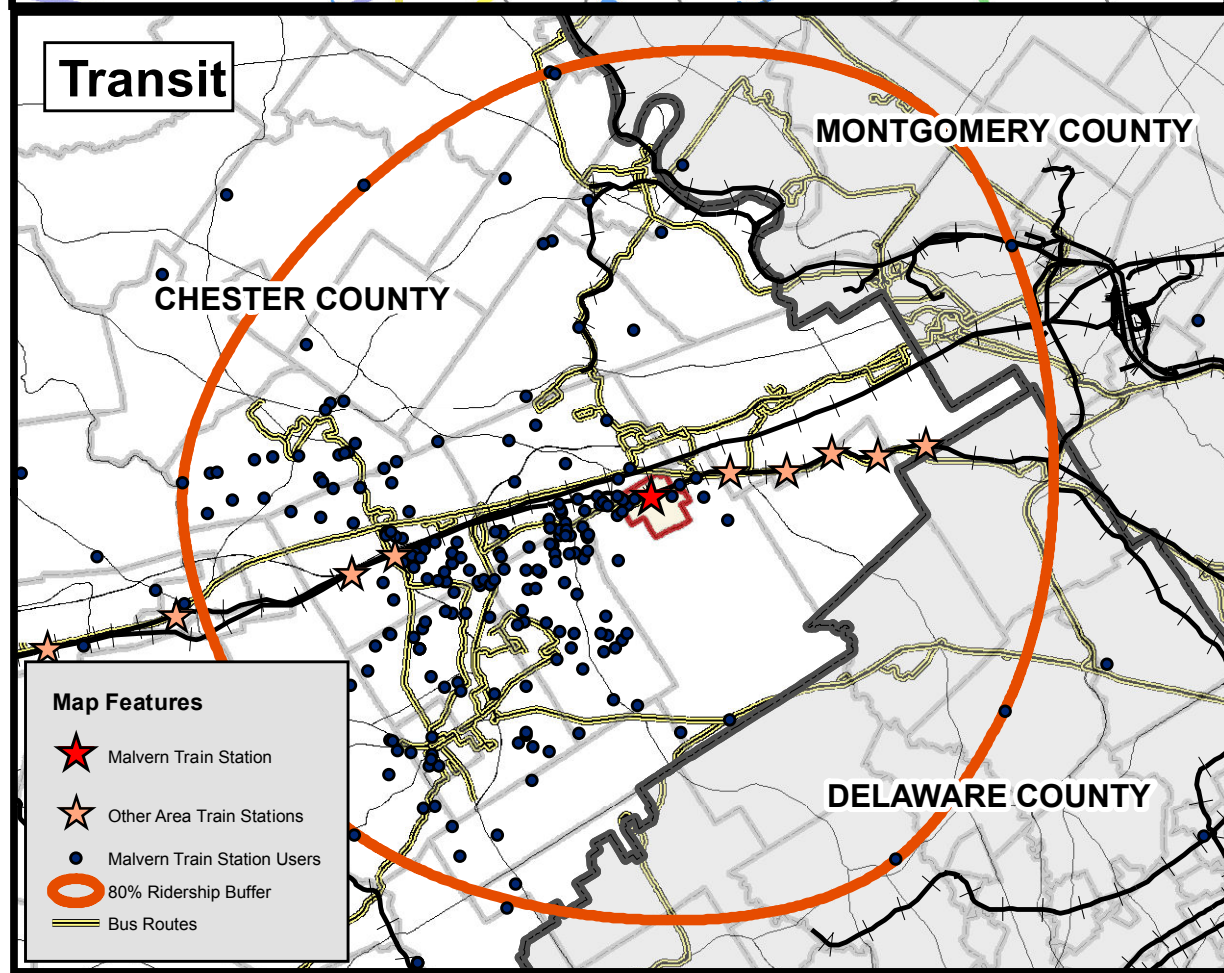 Transit
MONTGOMERY COUNTY
CHESTER COUNTY
DELAWARE COUNTY
Map Features
Malvern Train Station
Other Area Train Stations
Malvern Train Station Users
80% Ridership Buffer
Bus Routes